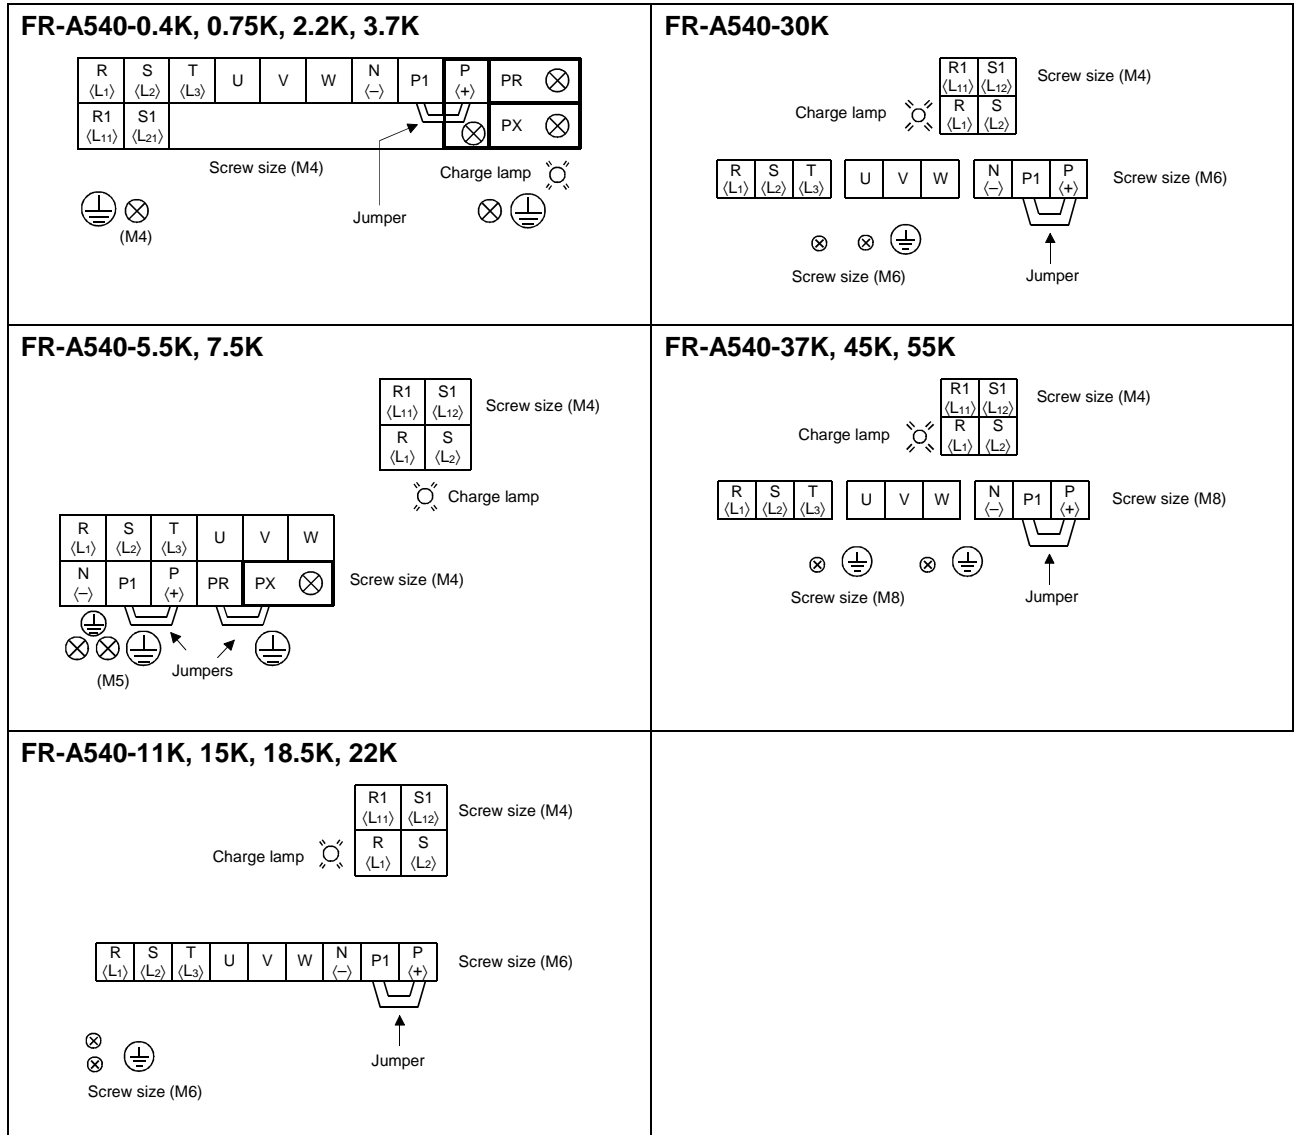 FR-A540-0.4K, 0.75K, 2.2K, 3.7K
R S T U V W N P1 P PR
⟨L1⟩ ⟨L2⟩ ⟨L3⟩ ⟨–⟩ ⟨+⟩
R1 S1 PX
⟨L11⟩ ⟨L21⟩
Screw size (M4) Charge lamp
Jumper
(M4)
FR-A540-30K
R1 S1 Screw size (M4)
⟨L11⟩ ⟨L12⟩
Charge lamp R S
⟨L1⟩ ⟨L2⟩
R S T U V W N P1 P Screw size (M6)
⟨L1⟩ ⟨L2⟩ ⟨L3⟩ ⟨–⟩ ⟨+⟩
Screw size (M6) Jumper
FR-A540-5.5K, 7.5K
R1 S1 Screw size (M4)
⟨L11⟩ ⟨L12⟩
R S
⟨L1⟩ ⟨L2⟩
Charge lamp
R S T U V W
⟨L1⟩ ⟨L2⟩ ⟨L3⟩
N P1 P PR PX Screw size (M4)
⟨–⟩ ⟨+⟩
Jumpers
(M5)
FR-A540-37K, 45K, 55K
R1 S1 Screw size (M4)
⟨L11⟩ ⟨L12⟩
Charge lamp R S
⟨L1⟩ ⟨L2⟩
R S T U V W N P1 P Screw size (M8)
⟨L1⟩ ⟨L2⟩ ⟨L3⟩ ⟨–⟩ ⟨+⟩
Screw size (M8) Jumper
FR-A540-11K, 15K, 18.5K, 22K
R1 S1 Screw size (M4)
⟨L11⟩ ⟨L12⟩
Charge lamp R S
⟨L1⟩ ⟨L2⟩
R S T U V W N P1 P Screw size (M6)
⟨L1⟩ ⟨L2⟩ ⟨L3⟩ ⟨–⟩ ⟨+⟩
Jumper
Screw size (M6)